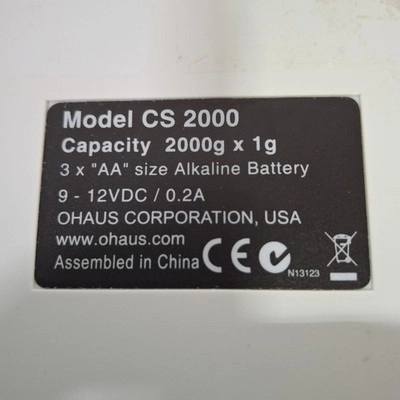 Model CS 2000
Capacity 2000g x 1g
3 x "AA" size Alkaline Battery
9 - 12VDC / 0.2A
OHAUS CORPORATION, USA
www.ohaus.com
Assembled in China CE N13123